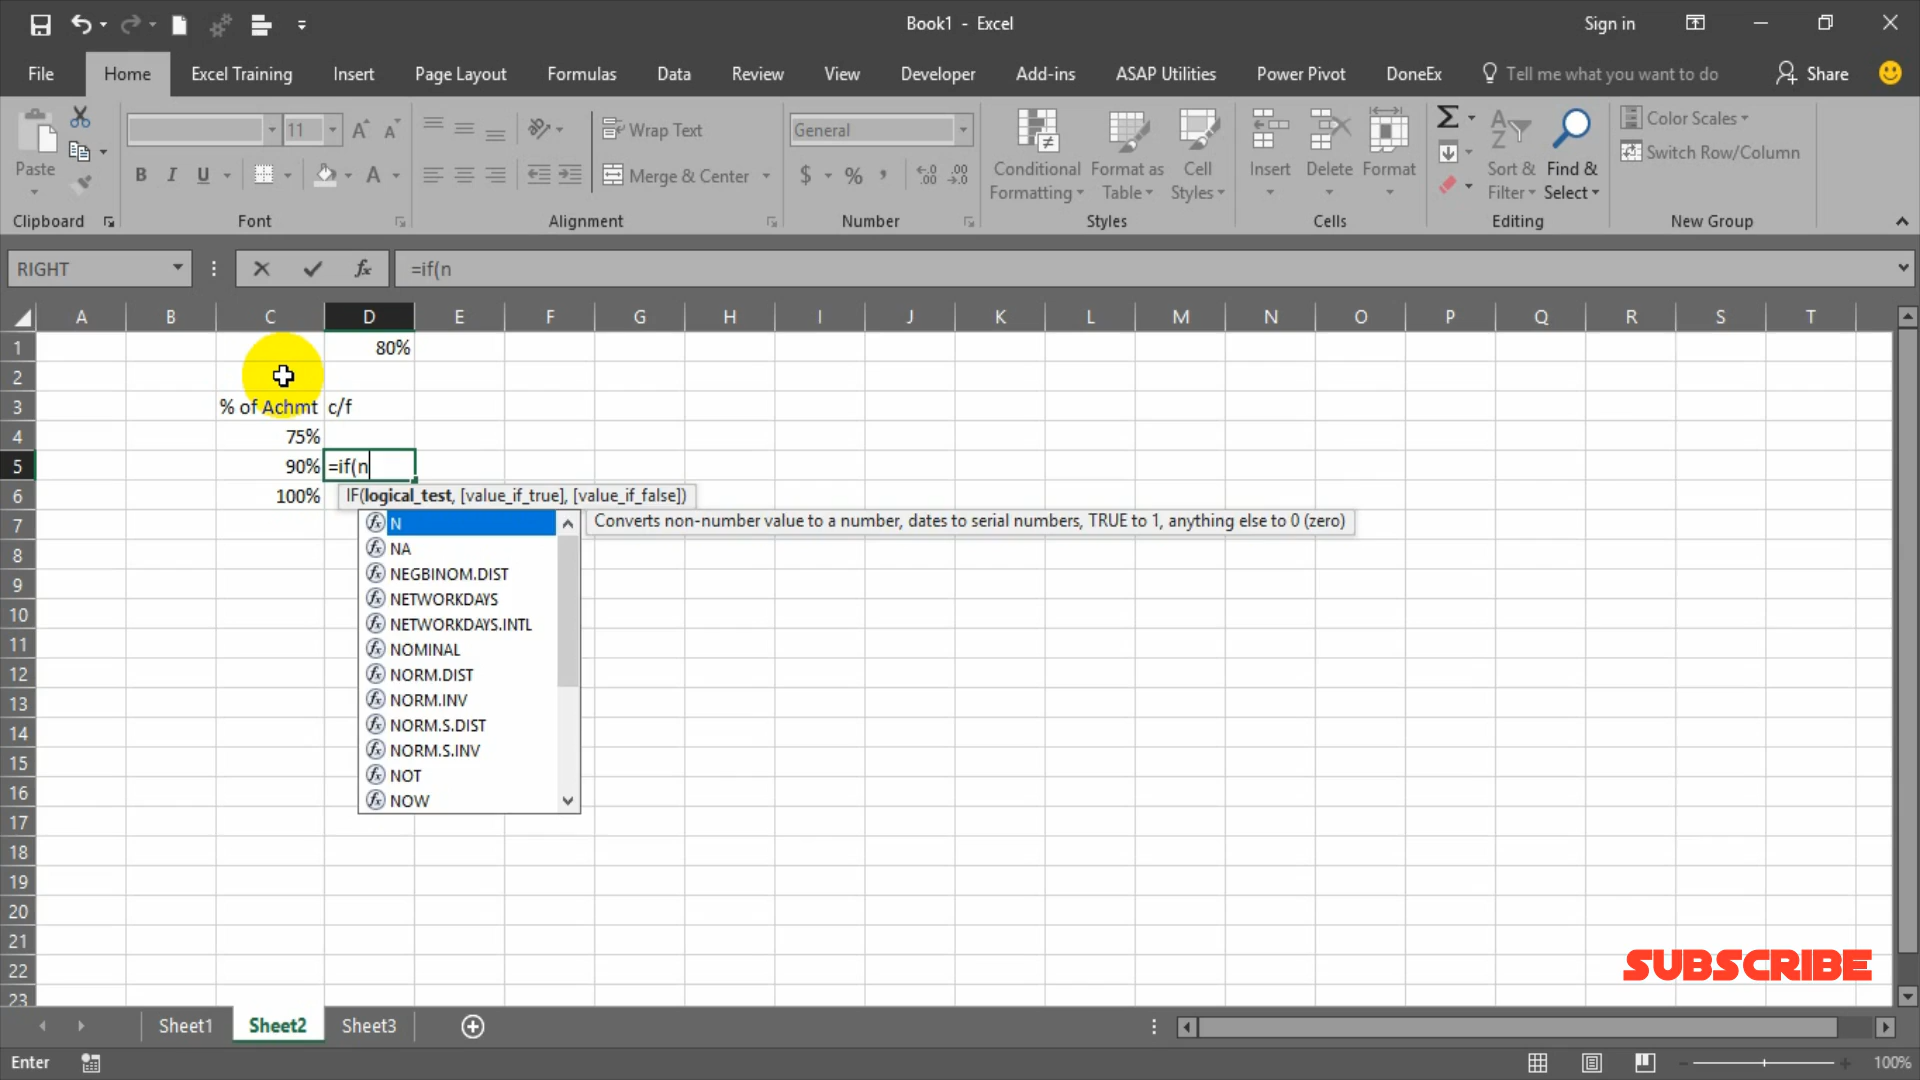 Book1 - Excel
Sign in
File Home Excel Training Insert Page Layout Formulas Data Review View Developer Add-ins ASAP Utilities Power Pivot DoneEx Tell me what you want to do Share
11
Wrap Text
General
Color Scales
Paste
B I U
Merge & Center
$ % ,
Conditional Formatting
Format as Table
Cell Styles
Insert Delete Format
Sort & Filter
Find & Select
Switch Row/Column
Clipboard Font Alignment Number Styles Cells Editing New Group
RIGHT fx =if(n
A B C D E F G H I J K L M N O P Q R S T
1 80%
2
3 % of Achmt c/f
4 75%
5 90% =if(n
6 100% IF(logical_test, [value_if_true], [value_if_false])
7 N Converts non-number value to a number, dates to serial numbers, TRUE to 1, anything else to 0 (zero)
8 NA
NEGBINOM.DIST
9 NETWORKDAYS
10 NETWORKDAYS.INTL
11 NOMINAL
12 NORM.DIST
13 NORM.INV
14 NORM.S.DIST
15 NORM.S.INV
NOT
16 NOW
17
18
19
20
21
22
23
SUBSCRIBE
Sheet1 Sheet2 Sheet3
Enter 100%